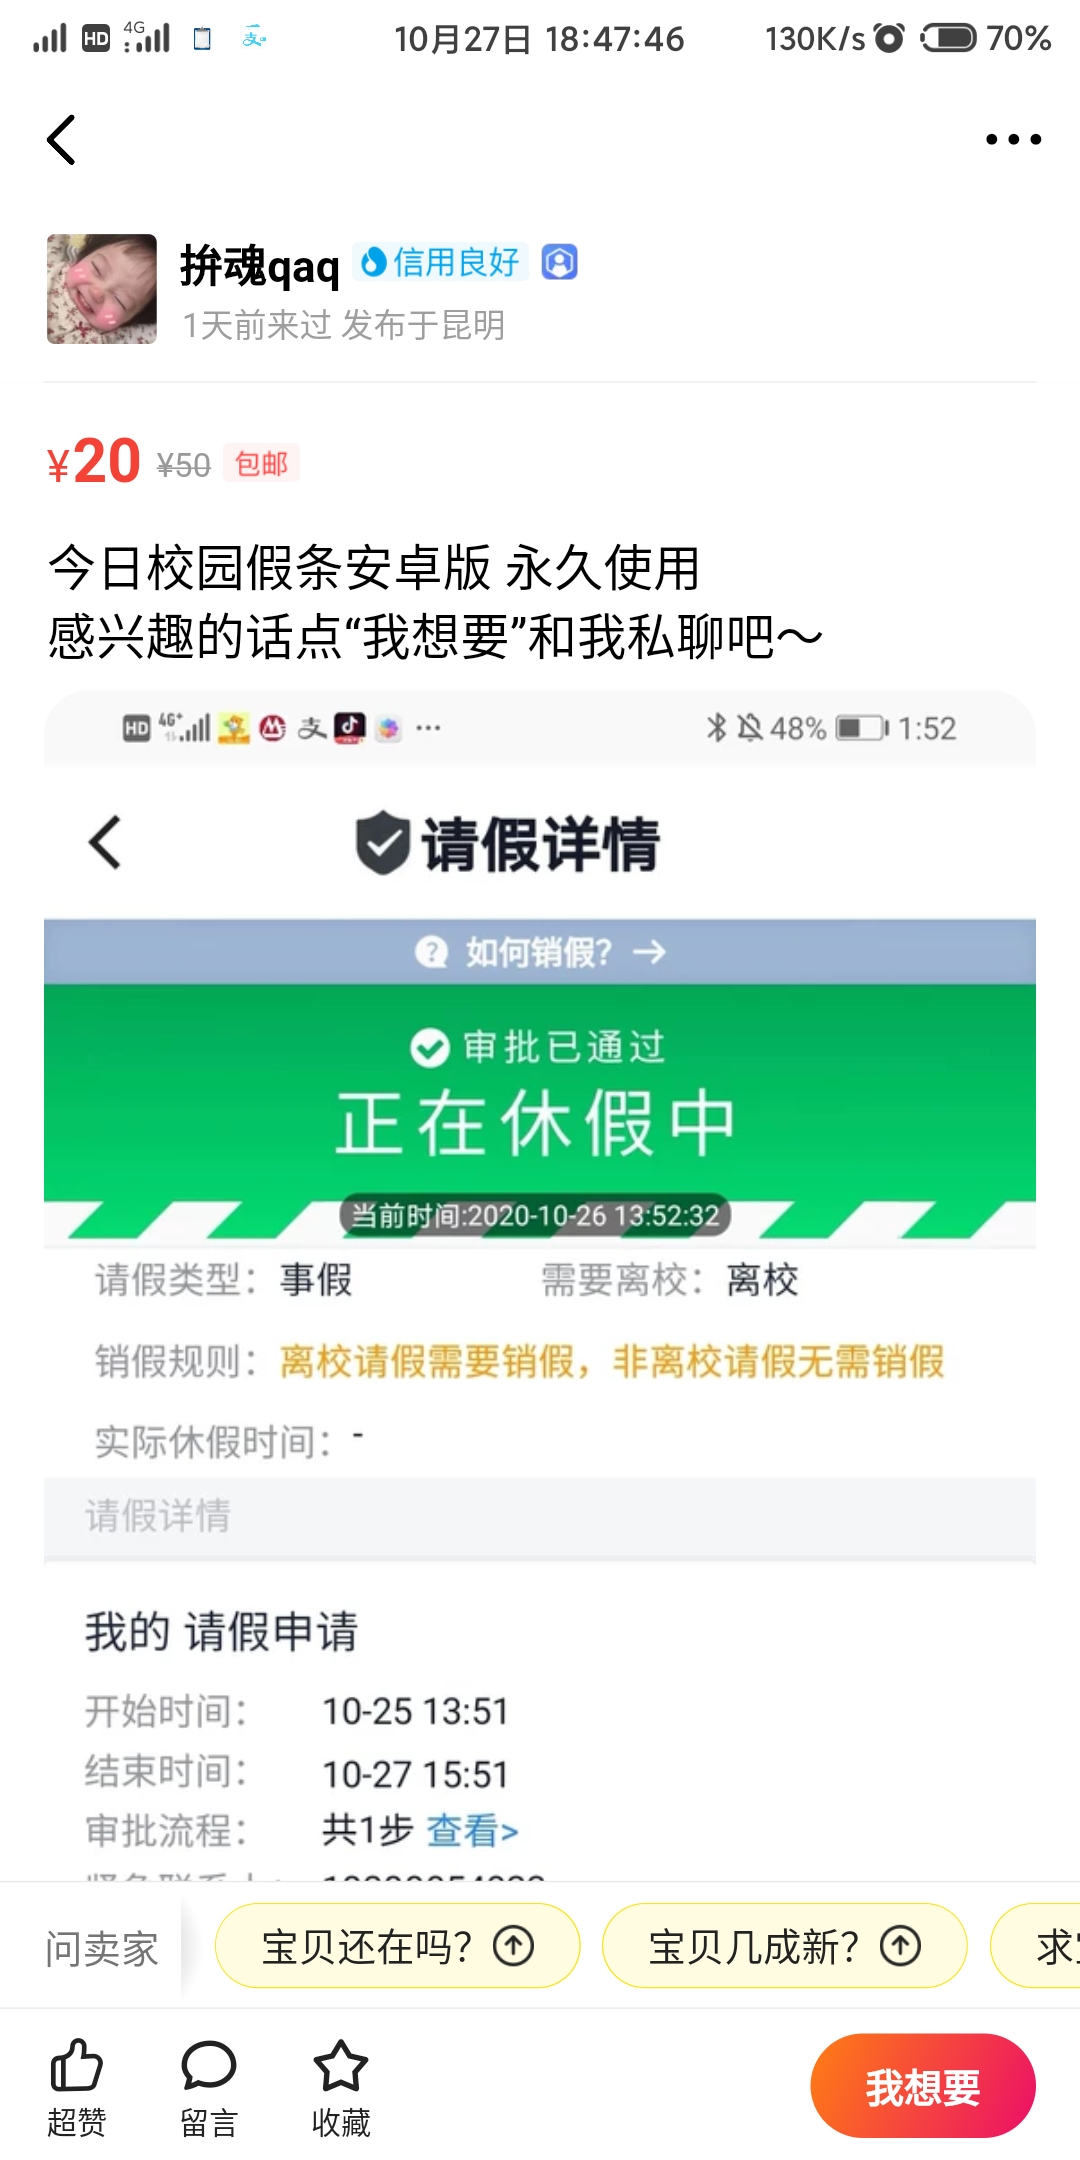 HD 4G 10月27日 18:47:46 130K/s 70%
拚魂qaq 信用良好
1天前来过 发布于昆明
¥20 ¥50 包邮
今日校园假条安卓版 永久使用
感兴趣的话点“我想要”和我私聊吧～
HD 4G+ 支 ··· 48% 1:52
请假详情
如何销假? →
审批已通过
正在休假中
当前时间:2020-10-26 13:52:32
请假类型： 事假 需要离校： 离校
销假规则： 离校请假需要销假，非离校请假无需销假
实际休假时间： -
请假详情
我的 请假申请
开始时间： 10-25 13:51
结束时间： 10-27 15:51
审批流程： 共1步 查看>
问卖家 宝贝还在吗？ 宝贝几成新？ 求
超赞 留言 收藏 我想要